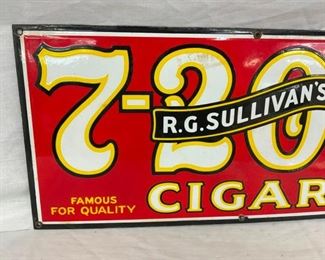 7-20
R.G.SULLIVAN'S
CIGAR
FAMOUS
FOR QUALITY